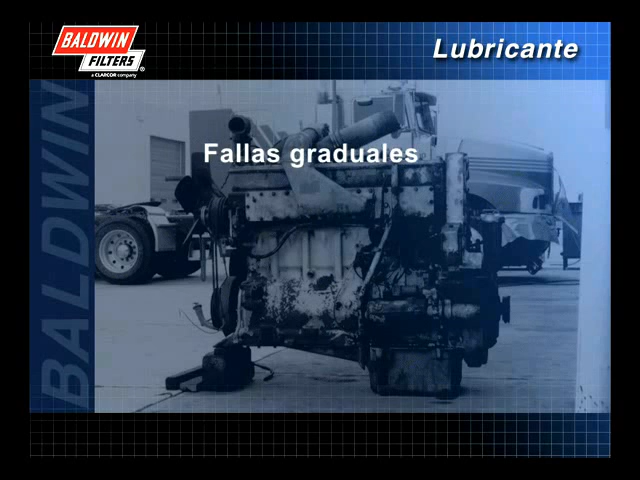 BALDWIN
FILTERS®
a CLARCOR company
Lubricante
Fallas graduales
BALDWIN